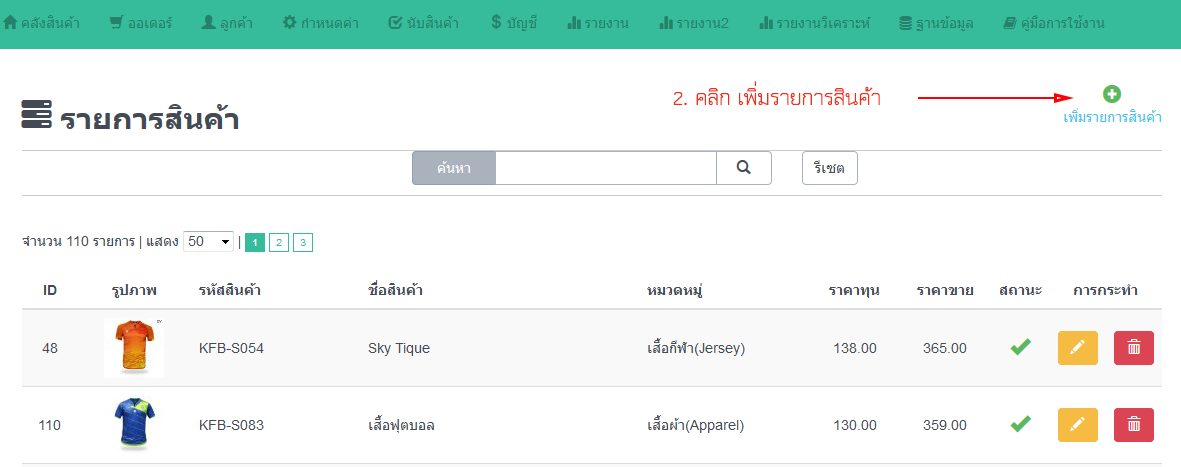 คลังสินค้า ออเดอร์ ลูกค้า กำหนดค่า นับสินค้า บัญชี รายงาน รายงาน2 รายงานวิเคราะห์ ฐานข้อมูล คู่มือการใช้งาน
2. คลิก เพิ่มรายการสินค้า
เพิ่มรายการสินค้า
รายการสินค้า
ค้นหา รีเซต
จำนวน 110 รายการ | แสดง 50 | 1 2 3
ID รูปภาพ รหัสสินค้า ชื่อสินค้า หมวดหมู่ ราคาทุน ราคาขาย สถานะ การกระทำ
48 KFB-S054 Sky Tique เสื้อกีฬา(Jersey) 138.00 365.00
110 KFB-S083 เสื้อฟุตบอล เสื้อผ้า(Apparel) 130.00 359.00